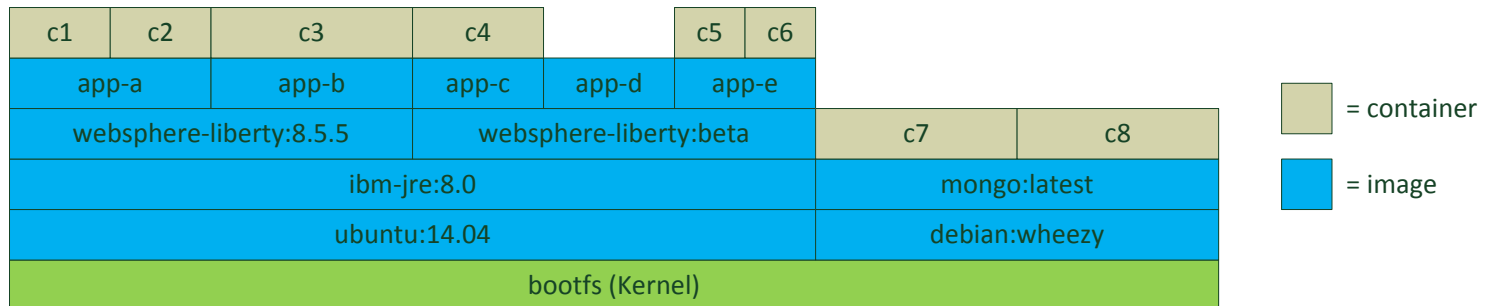 c1 c2 c3 c4 c5 c6
app-a app-b app-c app-d app-e
websphere-liberty:8.5.5 websphere-liberty:beta c7 c8
= container
ibm-jre:8.0 mongo:latest
= image
ubuntu:14.04 debian:wheezy
bootfs (Kernel)